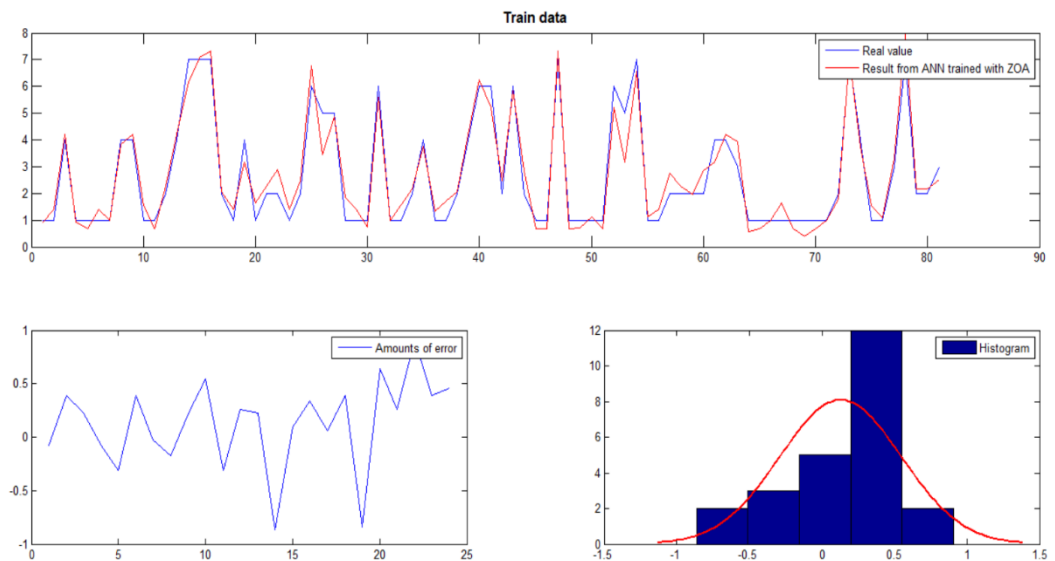 Train data
8
7
6
5
4
3
2
1
0
Real value
Result from ANN trained with ZOA
0 10 20 30 40 50 60 70 80 90
1
0.5
0
-0.5
-1
Amounts of error
0 5 10 15 20 25
12
10
8
6
4
2
0
Histogram
-1.5 -1 -0.5 0 0.5 1 1.5